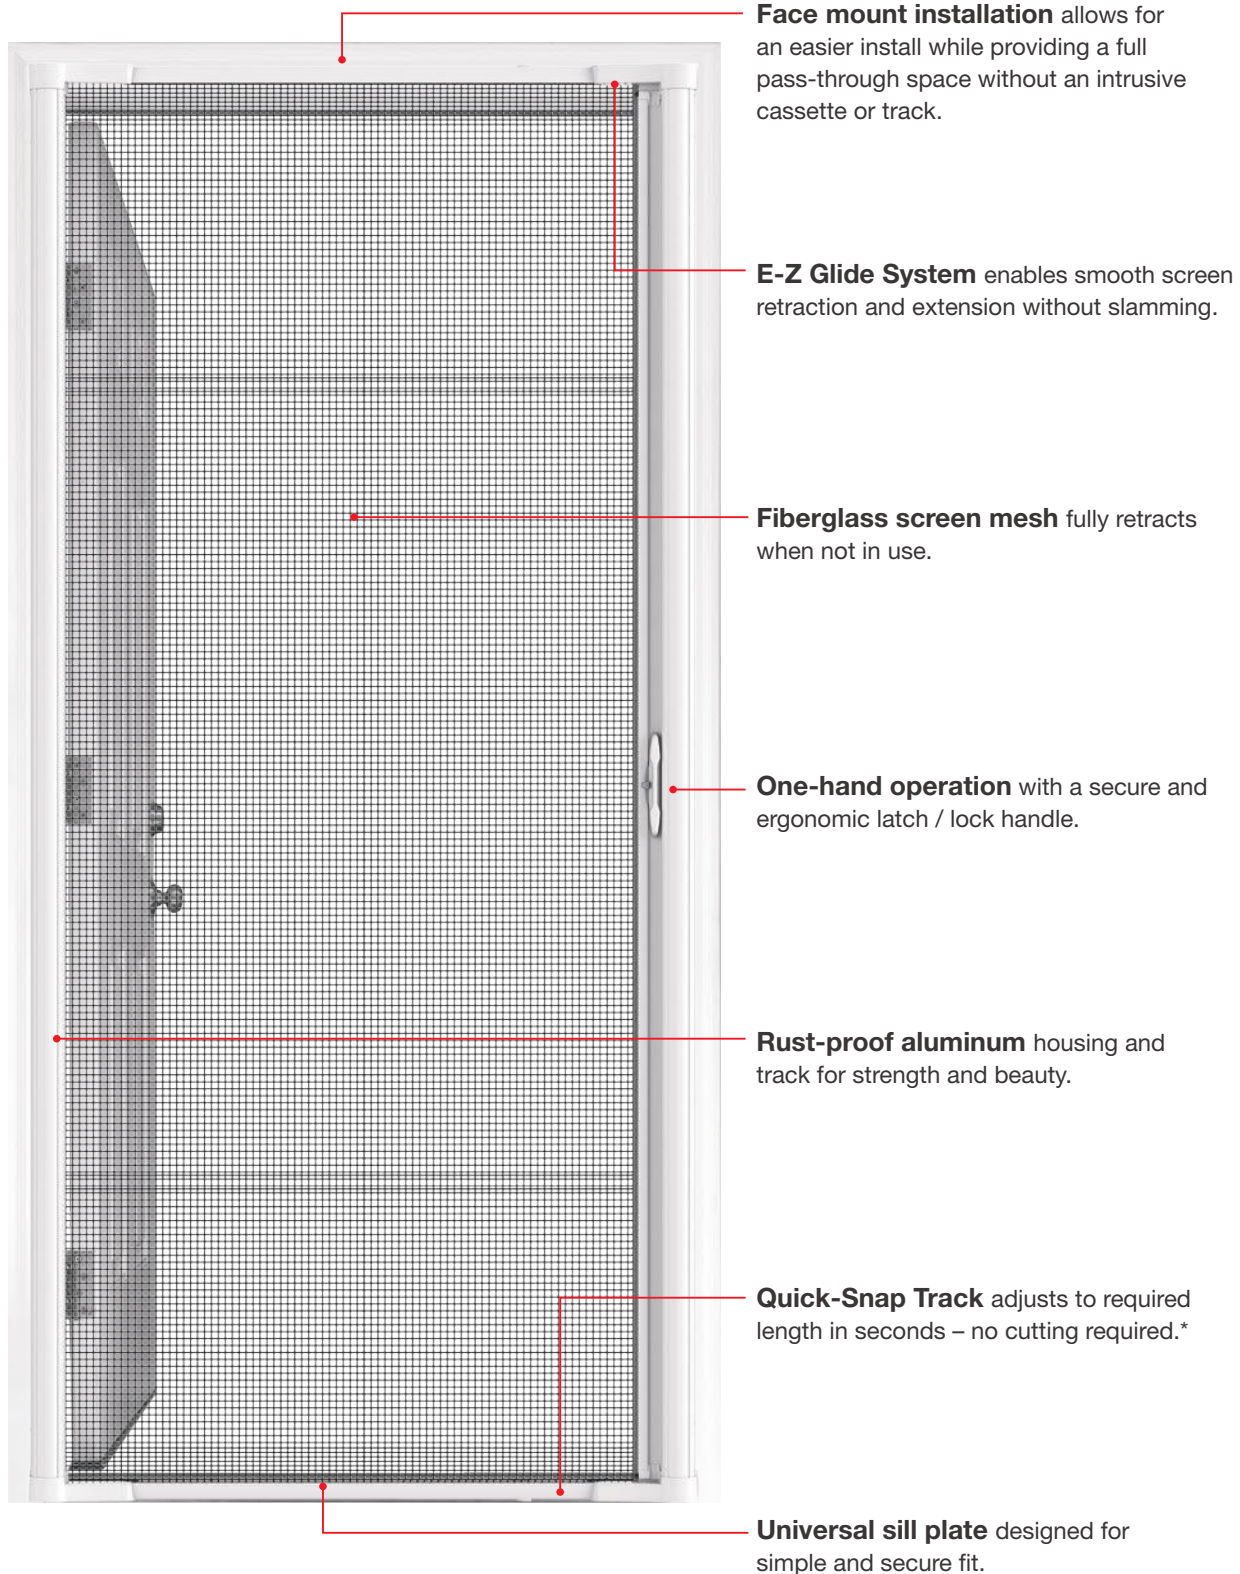 Face mount installation allows for
an easier install while providing a full
pass-through space without an intrusive
cassette or track.
E-Z Glide System enables smooth screen
retraction and extension without slamming.
Fiberglass screen mesh fully retracts
when not in use.
One-hand operation with a secure and
ergonomic latch / lock handle.
Rust-proof aluminum housing and
track for strength and beauty.
Quick-Snap Track adjusts to required
length in seconds – no cutting required.*
Universal sill plate designed for
simple and secure fit.